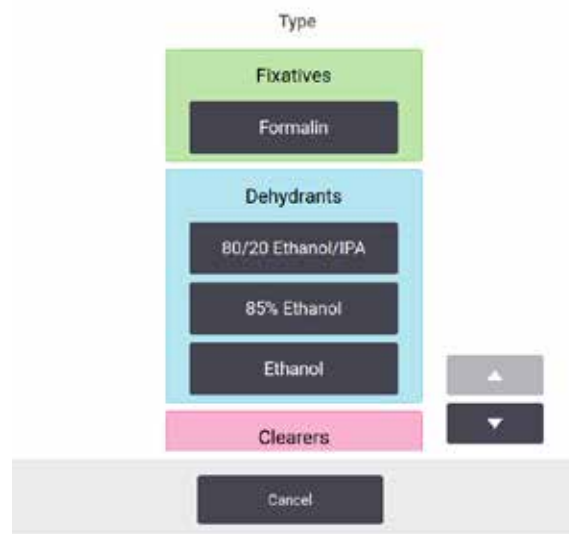 Type
Fixatives
Formalin
Dehydrants
80/20 Ethanol/IPA
85% Ethanol
Ethanol
Clearers
Cancel